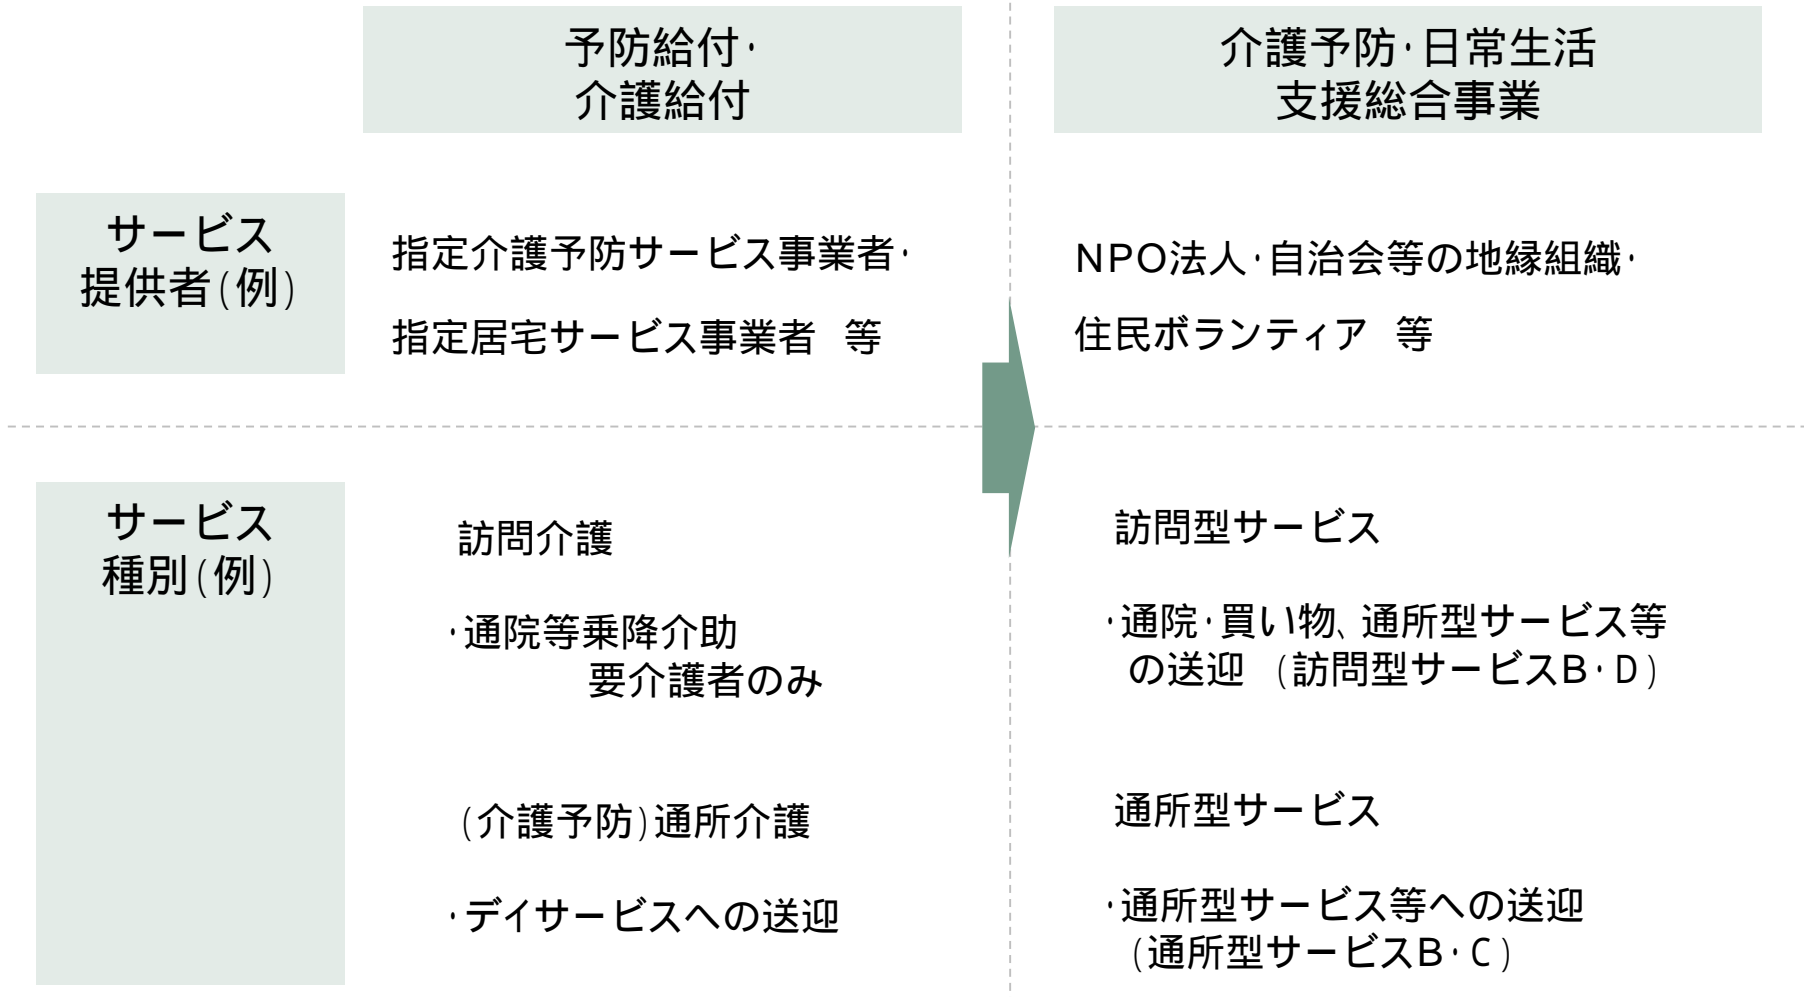 予防給付・
介護給付
介護予防・日常生活
支援総合事業
サービス
提供者(例)
指定介護予防サービス事業者・
指定居宅サービス事業者　等
NPO法人・自治会等の地縁組織・
住民ボランティア　等
サービス
種別(例)
訪問介護
・通院等乗降介助
要介護者のみ
(介護予防)通所介護
・デイサービスへの送迎
訪問型サービス
・通院・買い物、通所型サービス等
の送迎　(訪問型サービスB・D)
通所型サービス
・通所型サービス等への送迎
(通所型サービスB・C)